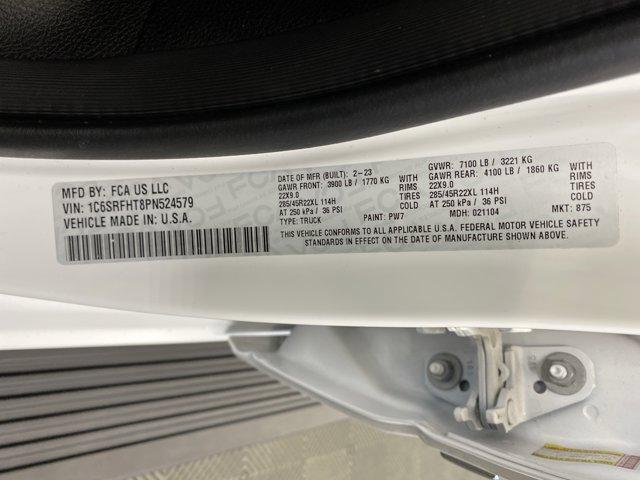 MFD BY: FCA US LLC
VIN: 1C6SRFHT8PN524579
VEHICLE MADE IN U.S.A.
DATE OF MFR (BUILT): 2-23
GAWR FRONT: 3900 LB / 1770 KG WITH
22X9.0 RIMS
285/45R22XL 114H TIRES
AT 250 kPa / 36 PSI COLD
TYPE: TRUCK PAINT: PW7
GVWR: 7100 LB / 3221 KG
GAWR REAR: 4100 LB / 1860 KG WITH
22X9.0 RIMS
285/45R22XL 114H TIRES
AT 250 kPa / 36 PSI COLD
MDH: 021104 MKT: 875
THIS VEHICLE CONFORMS TO ALL APPLICABLE U.S.A. FEDERAL MOTOR VEHICLE SAFETY
STANDARDS IN EFFECT ON THE DATE OF MANUFACTURE SHOWN ABOVE.